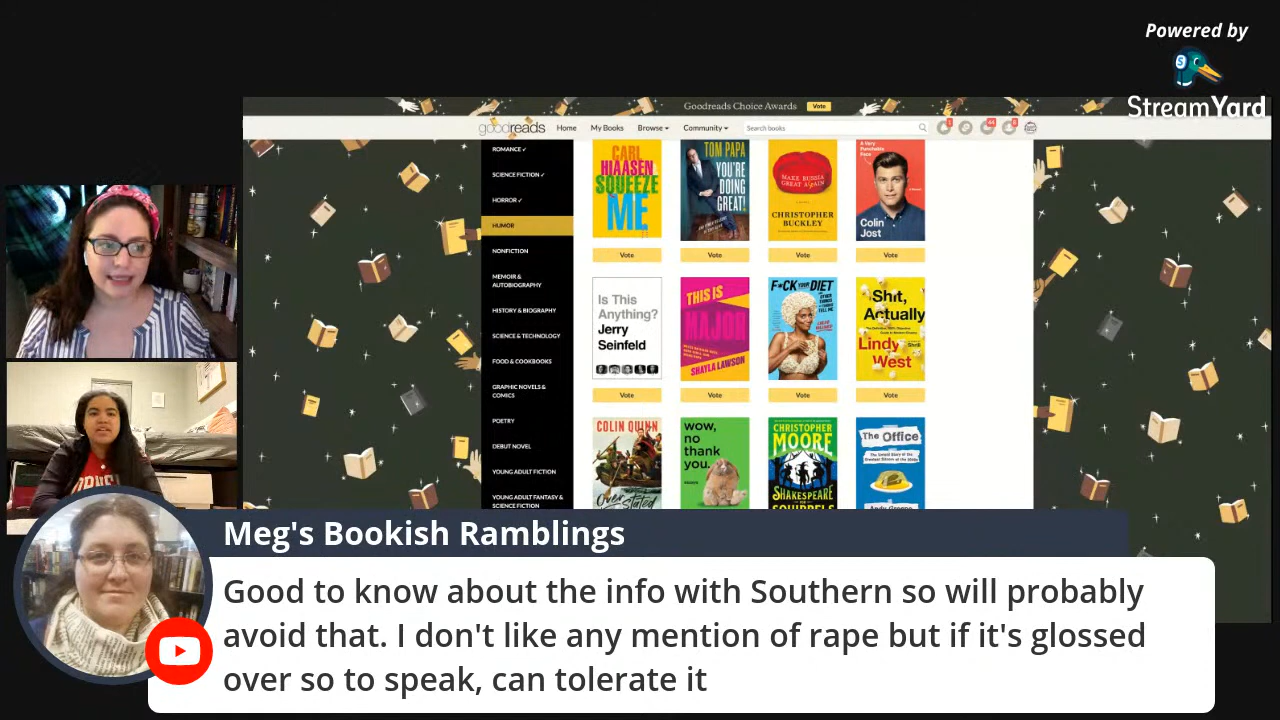 Powered by
StreamYard
Goodreads Choice Awards Vote
goodreads Home My Books Browse Community Search books
ROMANCE ✓
SCIENCE FICTION ✓
HORROR ✓
HUMOR
NONFICTION
MEMOIR &
AUTOBIOGRAPHY
HISTORY & BIOGRAPHY
SCIENCE & TECHNOLOGY
FOOD & COOKBOOKS
GRAPHIC NOVELS &
COMICS
POETRY
DEBUT NOVEL
YOUNG ADULT FICTION
YOUNG ADULT FANTASY &
SCIENCE FICTION
CARL
HIAASEN
SQUEEZE
ME
TOM PAPA
YOU'RE
DOING
GREAT!
MAKE RUSSIA
GREAT AGAIN
CHRISTOPHER
BUCKLEY
A Very
Punchable
Face
Colin
Jost
Vote Vote Vote Vote
Is This
Anything?
Jerry
Seinfeld
THIS IS
MAJOR
SHAYLA LAWSON
F*CK YOUR DIET
Sh!t,
Actually
Lindy
West
Vote Vote Vote Vote
COLIN QUINN
Overstated
wow,
no
thank
you.
CHRISTOPHER
MOORE
SHAKESPEARE
FOR
SQUIRRELS
The Office
Andy Greene
Meg's Bookish Ramblings
Good to know about the info with Southern so will probably
avoid that. I don't like any mention of rape but if it's glossed
over so to speak, can tolerate it